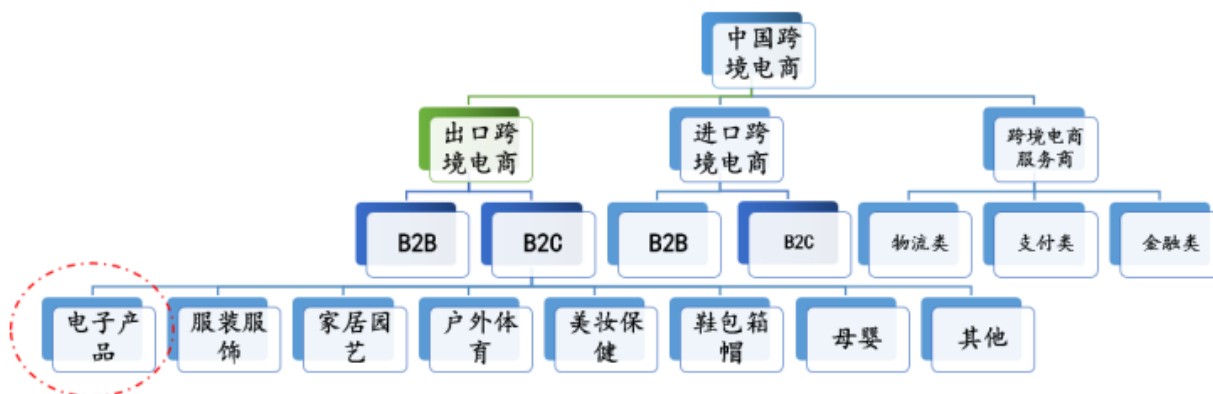 中国跨
境电商
出口跨
境电商
进口跨
境电商
跨境电商
服务商
B2B
B2C
B2B
B2C
物流类
支付类
金融类
电子产
品
服装服
饰
家居园
艺
户外体
育
美妆保
健
鞋包箱
帽
母婴
其他